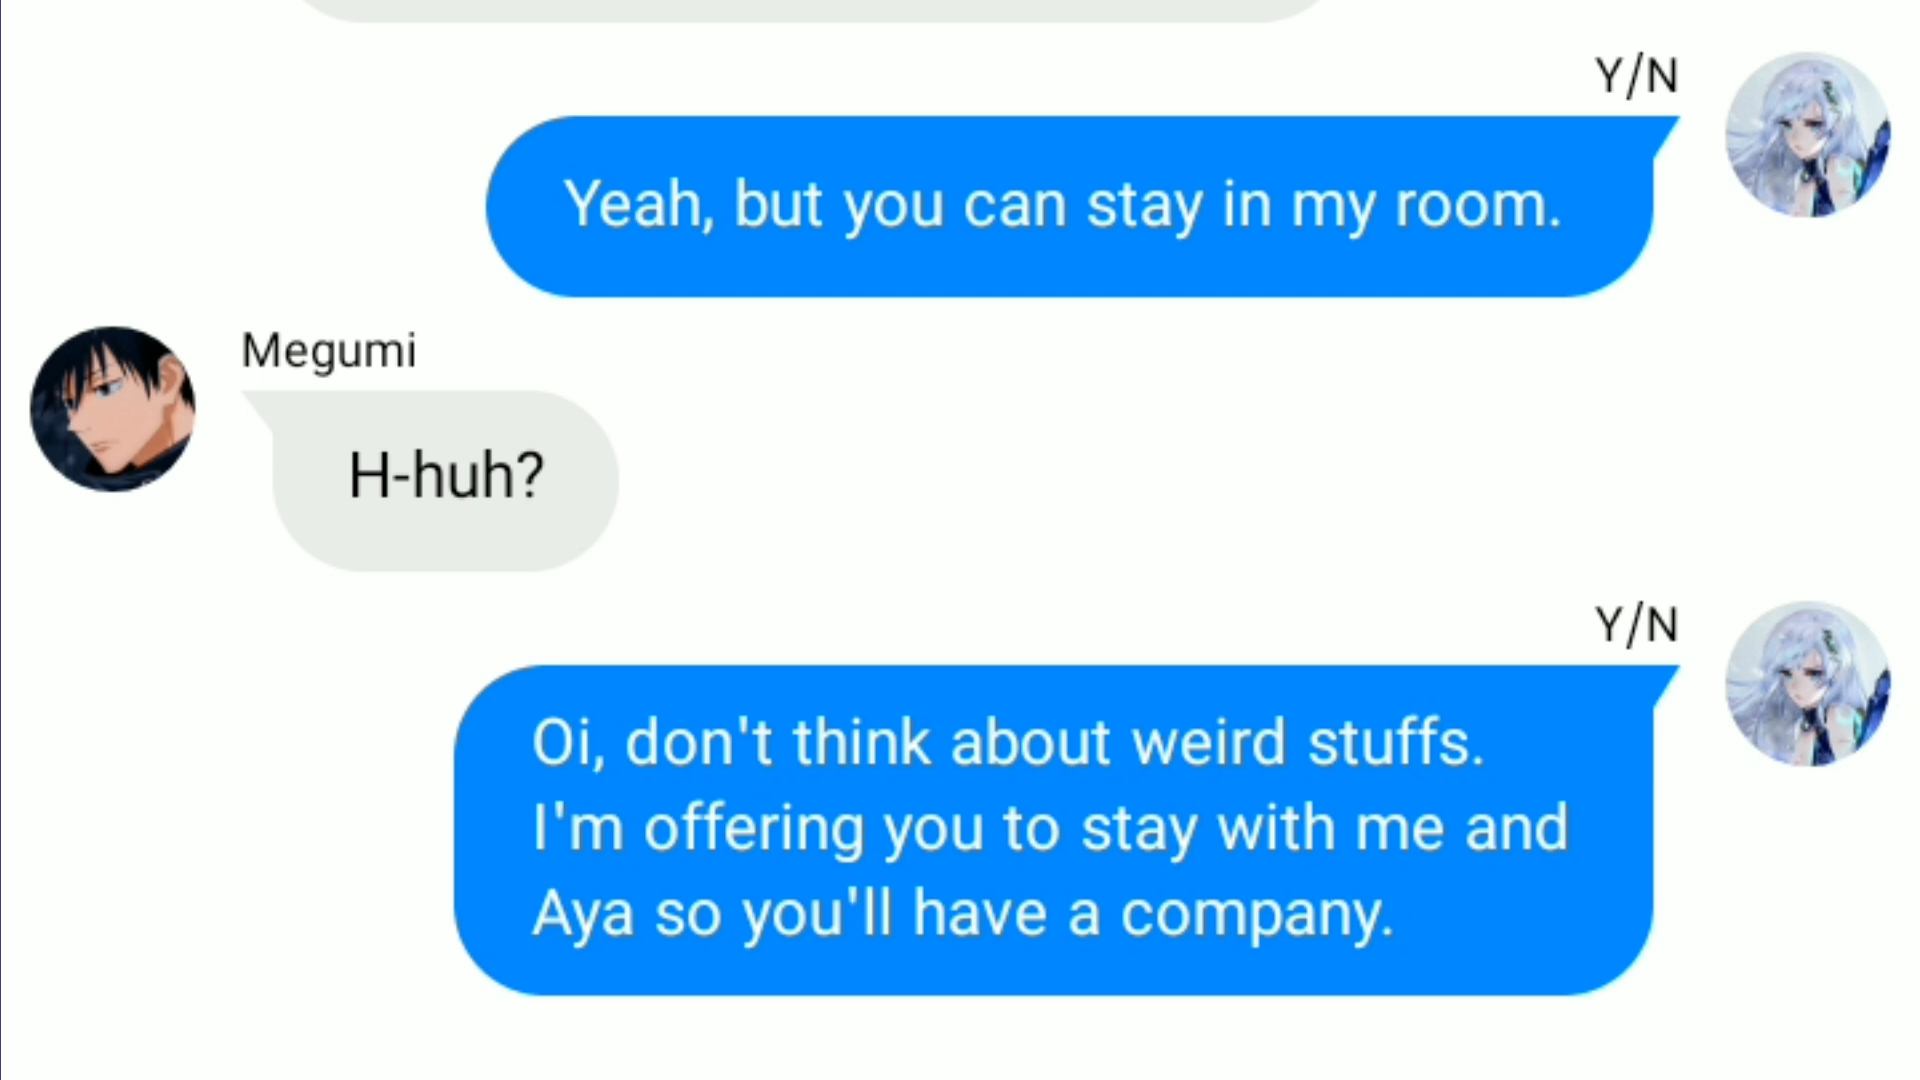 Y/N
Yeah, but you can stay in my room.
Megumi
H-huh?
Y/N
Oi, don't think about weird stuffs.
I'm offering you to stay with me and
Aya so you'll have a company.